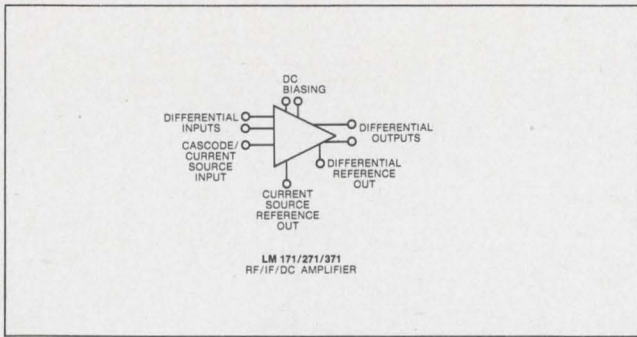 DC
BIASING
DIFFERENTIAL
INPUTS
CASCODE/
CURRENT
SOURCE
INPUT
DIFFERENTIAL
OUTPUTS
DIFFERENTIAL
REFERENCE
OUT
CURRENT
SOURCE
REFERENCE
OUT
LM 171/271/371
RF/IF/DC AMPLIFIER